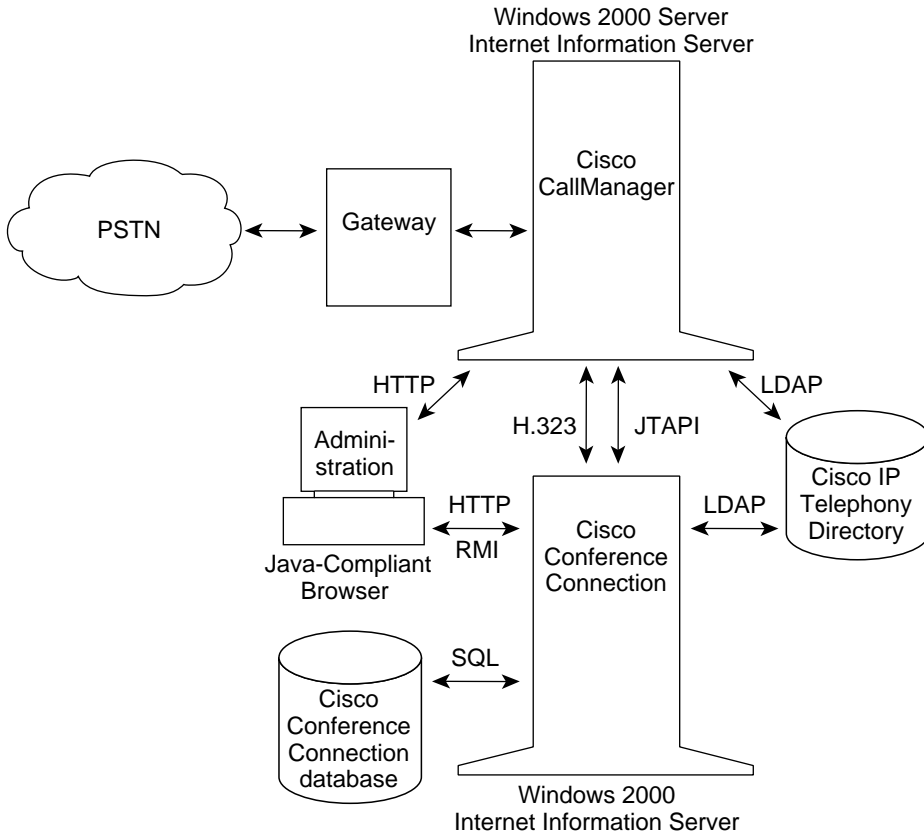 Windows 2000 Server
Internet Information Server
Cisco
CallManager
PSTN
Gateway
HTTP
LDAP
H.323
JTAPI
Admini-
stration
Cisco IP
Telephony
Directory
HTTP
RMI
LDAP
Cisco
Conference
Connection
Java-Compliant
Browser
SQL
Cisco
Conference
Connection
database
Windows 2000
Internet Information Server